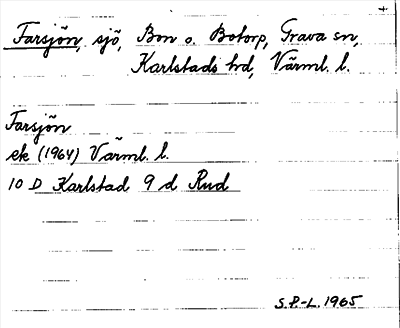 Farsjön, sjö, Bon o. Botorp, Grava sn,
Karlstads hd, Värml. l.
Farsjön
ek (1964) Värml. l.
10 D Karlstad 9 d Rud
S.P.-L. 1965